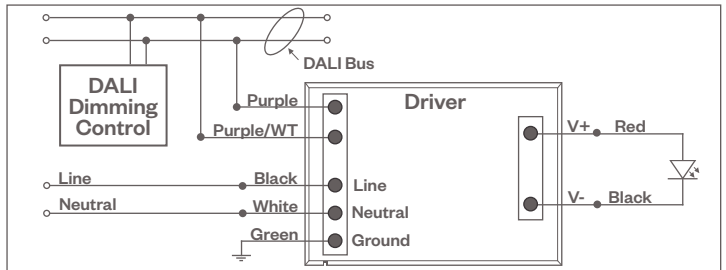 DALI Bus
DALI
Dimming
Control
Driver
Purple
Purple/WT
V+ Red
Line Black Line
Neutral White Neutral
V- Black
Green Ground